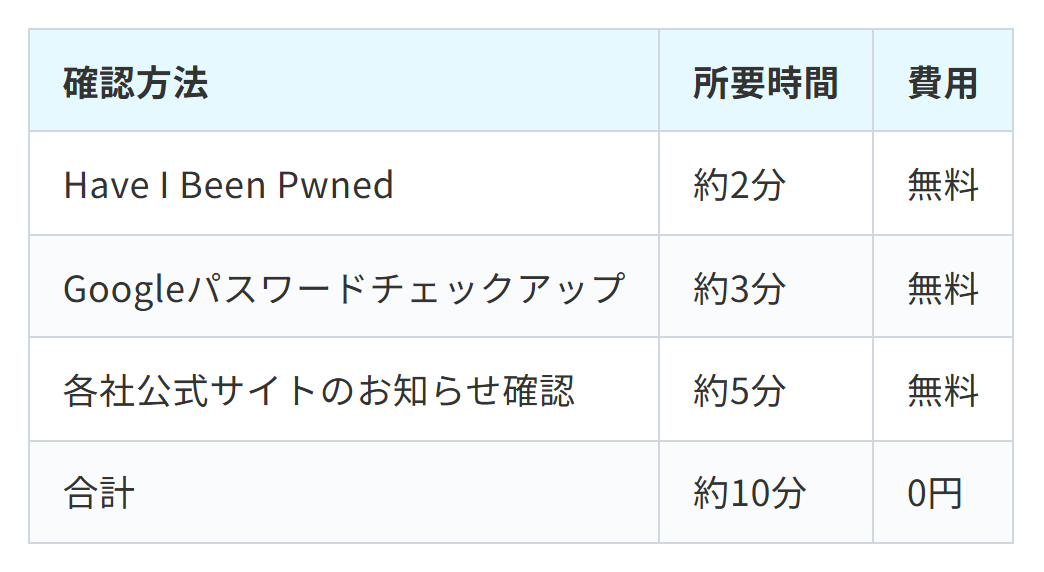 確認方法 所要時間 費用
Have I Been Pwned 約2分 無料
Googleパスワードチェックアップ 約3分 無料
各社公式サイトのお知らせ確認 約5分 無料
合計 約10分 0円